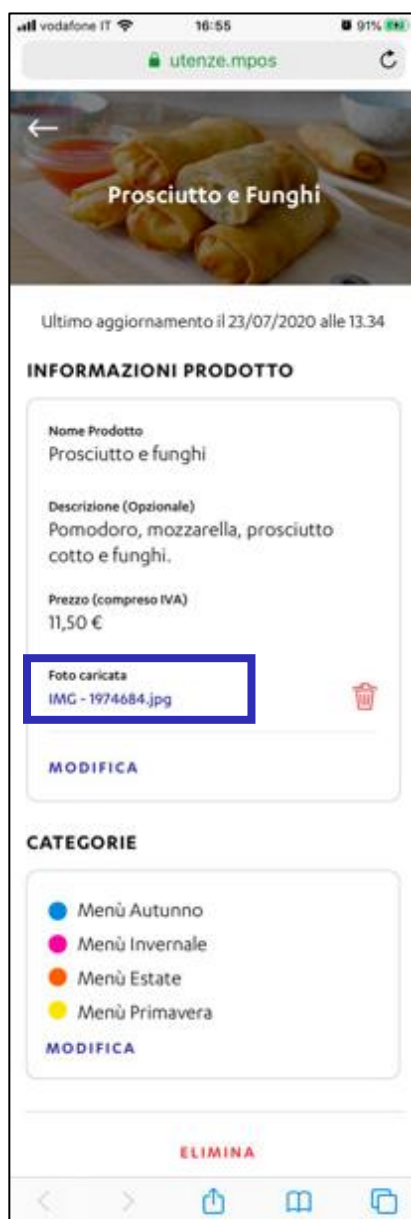 vodafone IT 16:55 91%
utenze.mpos
Prosciutto e Funghi
Ultimo aggiornamento il 23/07/2020 alle 13.34
INFORMAZIONI PRODOTTO
Nome Prodotto
Prosciutto e funghi
Descrizione (Opzionale)
Pomodoro, mozzarella, prosciutto
cotto e funghi.
Prezzo (compreso IVA)
11,50 €
Foto caricata
IMG - 1974684.jpg
MODIFICA
CATEGORIE
Menù Autunno
Menù Invernale
Menù Estate
Menù Primavera
MODIFICA
ELIMINA